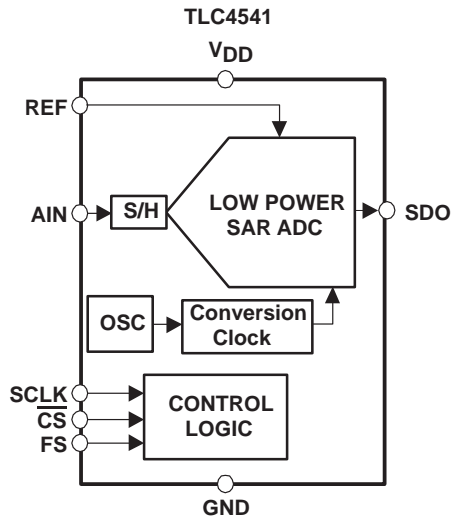 TLC4541
VDD
REF
AIN
S/H
LOW POWER
SAR ADC
SDO
OSC
Conversion
Clock
SCLK
CS
FS
CONTROL
LOGIC
GND